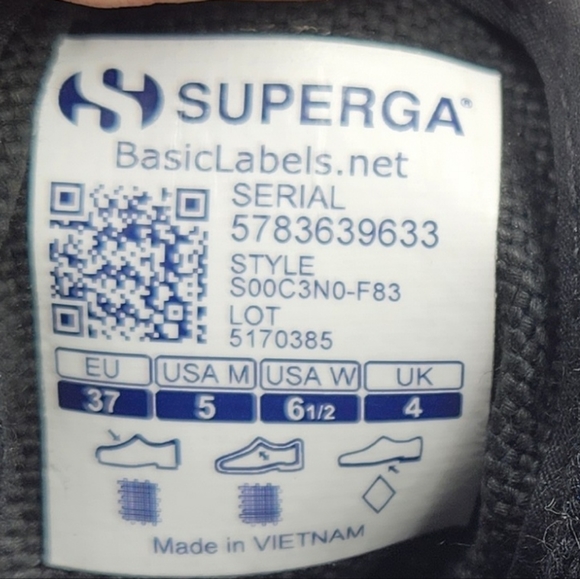 SUPERGA®
BasicLabels.net
SERIAL
5783639633
STYLE
S00C3N0-F83
LOT
5170385
EU USA M USA W UK
37 5 6 1/2 4
Made in VIETNAM